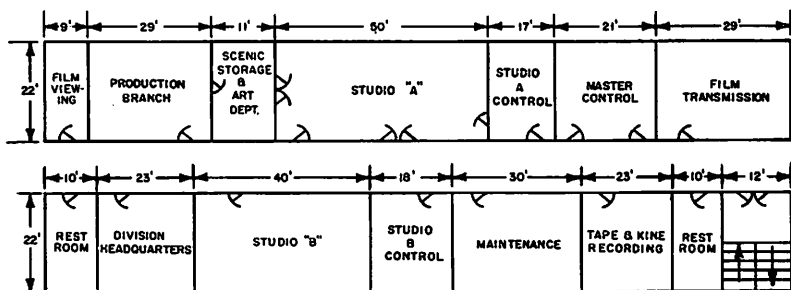 9' 29' 11' 50' 17' 21' 29'
22'
FILM
VIEW-
ING
PRODUCTION
BRANCH
SCENIC
STORAGE
&
ART
DEPT.
STUDIO "A"
STUDIO
A
CONTROL
MASTER
CONTROL
FILM
TRANSMISSION
10' 23' 40' 18' 30' 23' 10' 12'
22'
REST
ROOM
DIVISION
HEADQUARTERS
STUDIO "B"
STUDIO
B
CONTROL
MAINTENANCE
TAPE & KINE
RECORDING
REST
ROOM